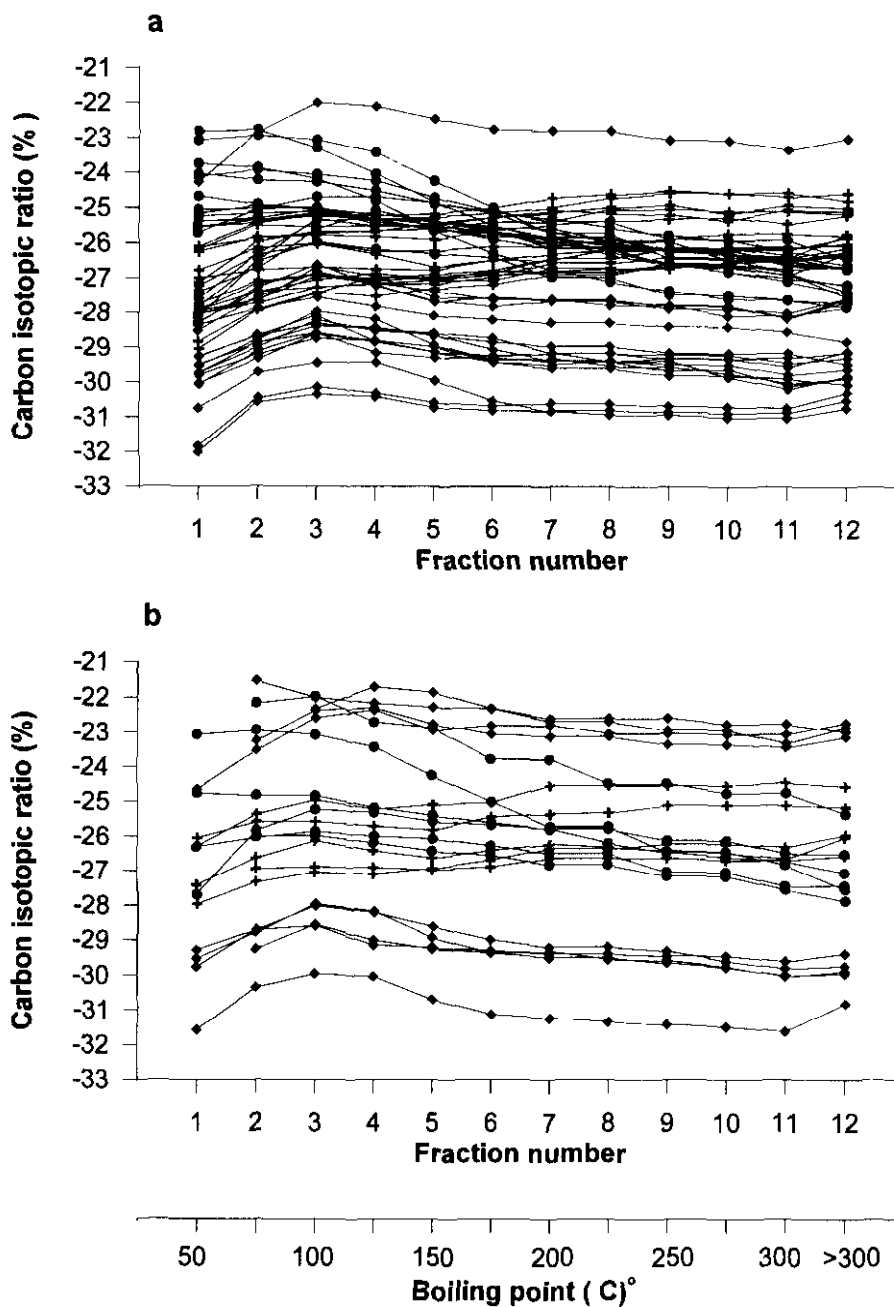 a
Carbon isotopic ratio (%)
-21
-22
-23
-24
-25
-26
-27
-28
-29
-30
-31
-32
-33
1 2 3 4 5 6 7 8 9 10 11 12
Fraction number
b
Carbon isotopic ratio (%)
-21
-22
-23
-24
-25
-26
-27
-28
-29
-30
-31
-32
-33
1 2 3 4 5 6 7 8 9 10 11 12
Fraction number
50 100 150 200 250 300 >300
Boiling point ( C)°